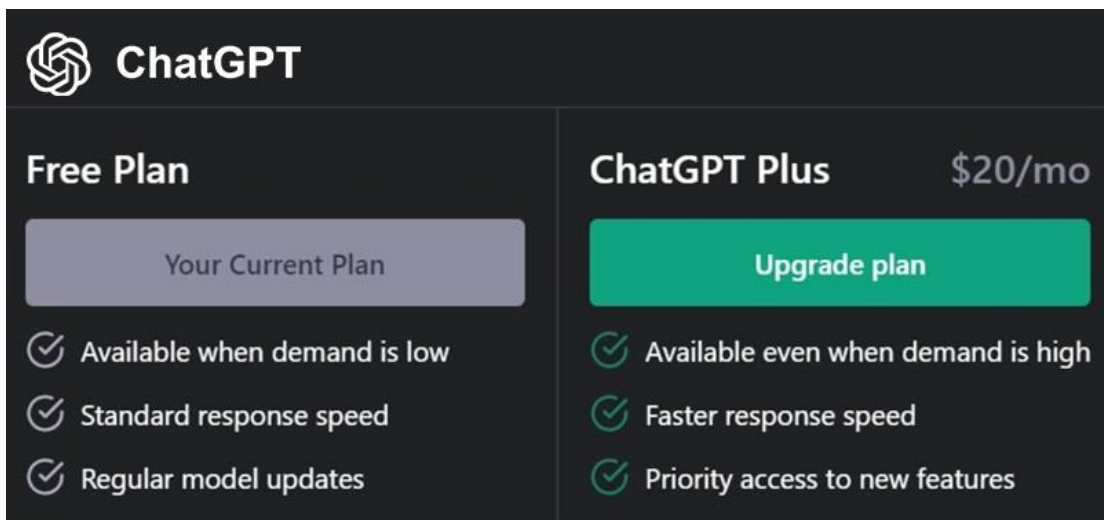 ChatGPT
Free Plan
Your Current Plan
Available when demand is low
Standard response speed
Regular model updates
ChatGPT Plus $20/mo
Upgrade plan
Available even when demand is high
Faster response speed
Priority access to new features